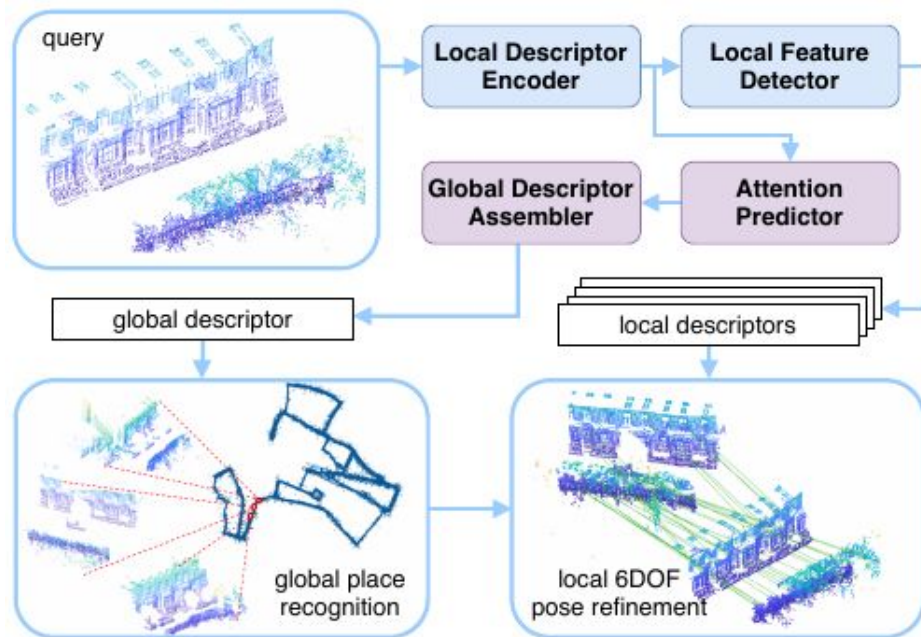 query
Local Descriptor
Encoder
Local Feature
Detector
Global Descriptor
Assembler
Attention
Predictor
global descriptor
local descriptors
global place
recognition
local 6DOF
pose refinement